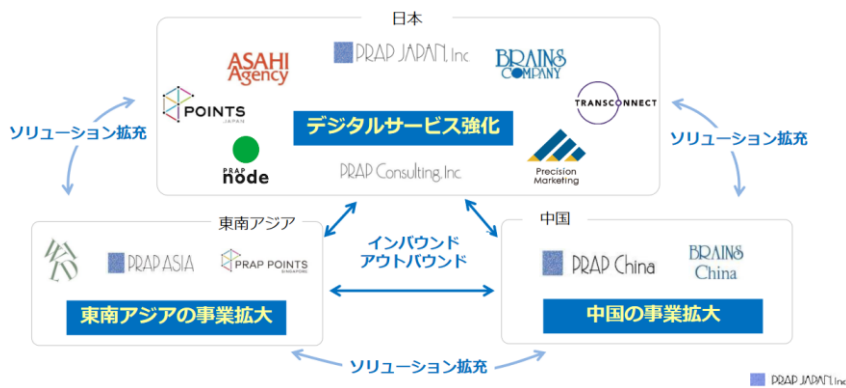 日本
ASAHI
Agency
PRAP JAPAN, Inc
BRAINS
COMPANY
POINTS
JAPAN
TRANSCONNECT
ソリューション拡充
デジタルサービス強化
ソリューション拡充
PRAP
node
PRAP Consulting, Inc
Precision
Marketing
東南アジア
インバウンド
アウトバウンド
中国
PRAP ASIA
PRAP POINTS
SINGAPORE
PRAP China
BRAINS
China
東南アジアの事業拡大
中国の事業拡大
ソリューション拡充
PRAP JAPAN, Inc